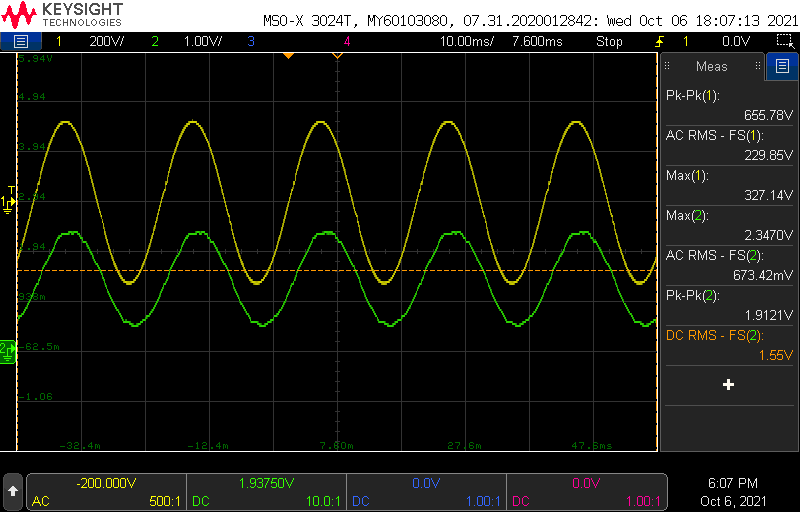 KEYSIGHT
TECHNOLOGIES
MSO-X 3024T, MY60103080, 07.31.2020012842: Wed Oct 06 18:07:13 2021
1 200V/ 2 1.00V/ 3 4 10.00ms/ 7.600ms Stop 1 0.0V
5.94V
4.94
3.94
2.94
1.94
938m
-62.5m
-1.06
-32.4m -12.4m 7.60m 27.6m 47.6ms
T
1
2
Meas
Pk-Pk(1):
655.78V
AC RMS - FS(1):
229.85V
Max(1):
327.14V
Max(2):
2.3470V
AC RMS - FS(2):
673.42mV
Pk-Pk(2):
1.9121V
DC RMS - FS(2):
1.55V
-200.000V 1.93750V 0.0V 0.0V
AC 500:1 DC 10.0:1 DC 1.00:1 DC 1.00:1
6:07 PM
Oct 6, 2021